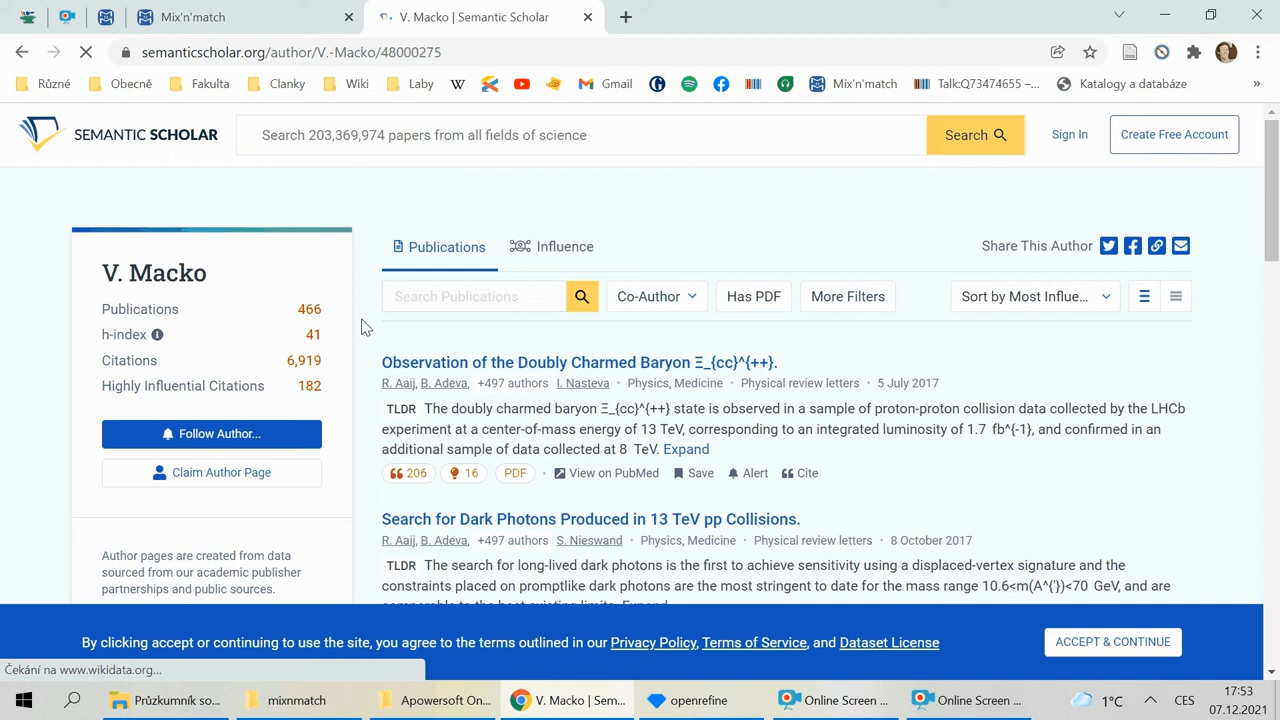 Mix'n'match
V. Macko | Semantic Scholar
semanticscholar.org/author/V.-Macko/48000275
Různé
Obecně
Fakulta
Clanky
Wiki
Laby
Gmail
Mix'n'match
Talk:Q73474655 –...
Katalogy a databáze
»
SEMANTIC SCHOLAR
Search 203,369,974 papers from all fields of science
Search
Sign In
Create Free Account
Publications
Influence
Share This Author
V. Macko
Publications 466
h-index 41
Citations 6,919
Highly Influential Citations 182
Follow Author...
Claim Author Page
Author pages are created from data
sourced from our academic publisher
partnerships and public sources.
Search Publications
Co-Author
Has PDF
More Filters
Sort by Most Influe...
Observation of the Doubly Charmed Baryon Ξ_{cc}^{++}.
R. Aaij, B. Adeva, +497 authors I. Nasteva • Physics, Medicine • Physical review letters • 5 July 2017
TLDR The doubly charmed baryon Ξ_{cc}^{++} state is observed in a sample of proton-proton collision data collected by the LHCb
experiment at a center-of-mass energy of 13 TeV, corresponding to an integrated luminosity of 1.7 fb^{-1}, and confirmed in an
additional sample of data collected at 8 TeV. Expand
206 16 PDF • View on PubMed Save Alert Cite
Search for Dark Photons Produced in 13 TeV pp Collisions.
R. Aaij, B. Adeva, +497 authors S. Nieswand • Physics, Medicine • Physical review letters • 8 October 2017
TLDR The search for long-lived dark photons is the first to achieve sensitivity using a displaced-vertex signature and the
constraints placed on promptlike dark photons are the most stringent to date for the mass range 10.6<m(A^{'})<70 GeV, and are
comparable to the best existing limits. Expand
By clicking accept or continuing to use the site, you agree to the terms outlined in our Privacy Policy, Terms of Service, and Dataset License
ACCEPT & CONTINUE
Čekání na www.wikidata.org...
Průzkumník so...
mixnmatch
Apowersoft On...
V. Macko | Sem...
openrefine
Online Screen ...
Online Screen ...
1°C
CES
17:53
07.12.2021